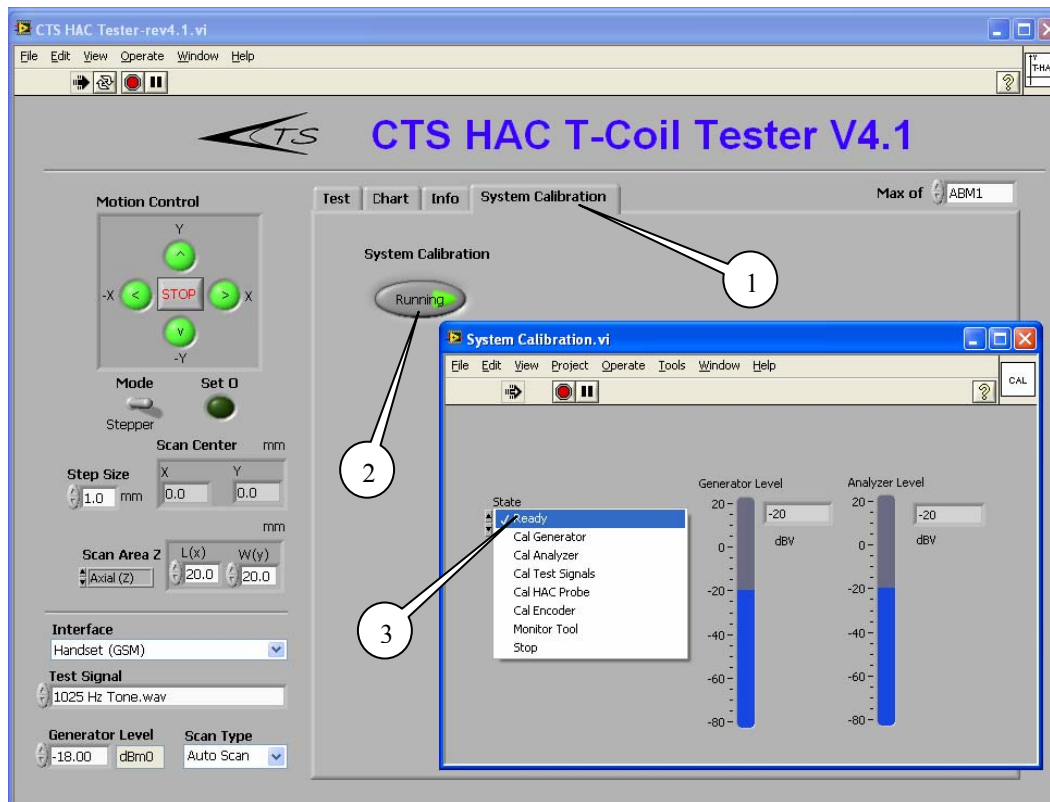 CTS HAC Tester-rev4.1.vi
File Edit View Operate Window Help
T-HA
CTS CTS HAC T-Coil Tester V4.1
Motion Control
Y
-X < STOP > X
-Y
Mode Set 0
Stepper
Scan Center mm
Step Size X Y
1.0 mm 0.0 0.0
mm
Scan Area Z L(x) W(y)
Axial (Z) 20.0 20.0
Interface
Handset (GSM)
Test Signal
1025 Hz Tone.wav
Generator Level Scan Type
-18.00 dBm0 Auto Scan
Test Chart Info System Calibration
Max of ABM1
System Calibration
Running
1
2
3
System Calibration.vi
File Edit View Project Operate Tools Window Help
CAL
State
✓ Ready
Cal Generator
Cal Analyzer
Cal Test Signals
Cal HAC Probe
Cal Encoder
Monitor Tool
Stop
Generator Level
20
0
-20
-40
-60
-80
-20
dBV
Analyzer Level
20
0
-20
-40
-60
-80
-20
dBV